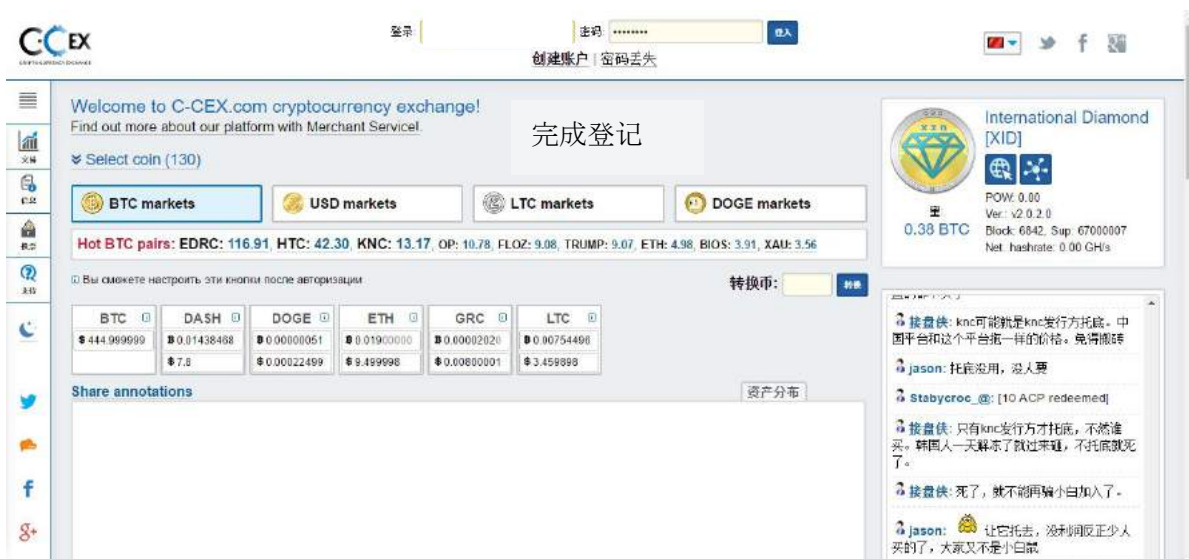 C-CEX
登录:
密码:
••••••••
登入
创建账户 | 密码丢失
Welcome to C-CEX.com cryptocurrency exchange!
Find out more about our platform with Merchant Service!.
完成登记
Select coin (130)
BTC markets
USD markets
LTC markets
DOGE markets
Hot BTC pairs: EDRC: 116.91, HTC: 42.30, KNC: 13.17, OP: 10.78, FLOZ: 9.08, TRUMP: 9.07, ETH: 4.98, BIOS: 3.91, XAU: 3.56
Вы сможете настроить эти кнопки после авторизации
转换币:
转换
BTC
DASH
DOGE
ETH
GRC
LTC
$ 444.999999
0.01438468
0.00000051
0.01900000
0.00002020
0.00754496
$ 7.8
$ 0.00022499
$ 9.499998
$ 0.00800001
$ 3.459898
Share annotations
资产分布
International Diamond
[XID]
0.38 BTC
POW: 0.00
Ver.: v2.0.2.0
Block: 6842, Sup: 67000007
Net. hashrate: 0.00 GH/s
接盘侠: knc可能就是knc发行方托底。中
国平台和这个平台拖一样的价格。免得搬砖
jason: 托底没用,没人要
Stabycroc_@: [10 ACP redeemed]
接盘侠: 只有knc发行方才托底,不然谁
买。韩国人一天解冻了就过来砸,不托底就死
了。
接盘侠: 死了,就不能再骗小白加入了。
jason: 让它托去,没利润反正少人
买的了,大家又不是小白鼠